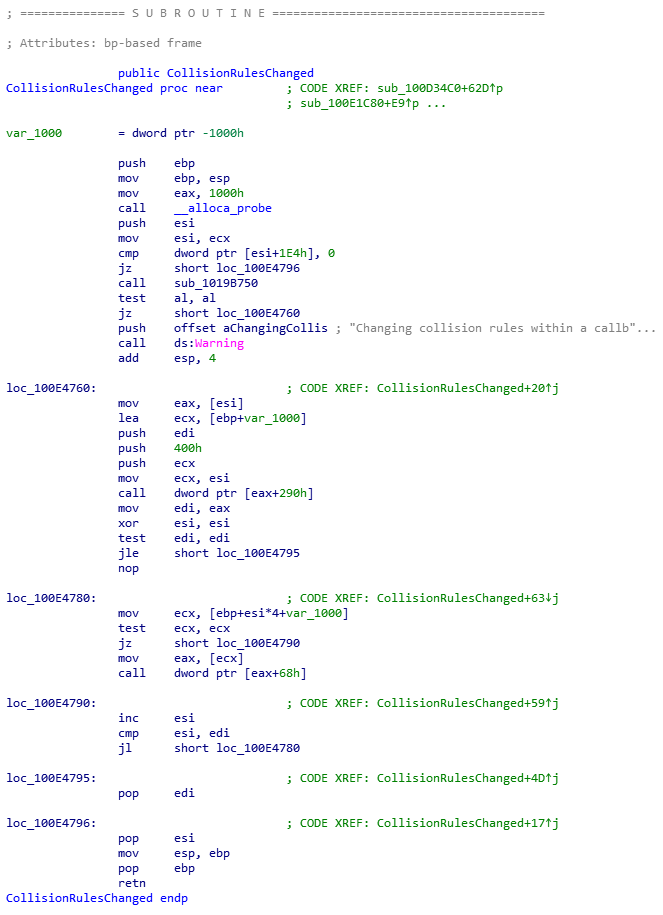 ; =============== S U B R O U T I N E =======================================
; Attributes: bp-based frame
public CollisionRulesChanged
CollisionRulesChanged proc near ; CODE XREF: sub_100D34C0+62D↑p
; sub_100E1C80+E9↑p ...
var_1000 = dword ptr -1000h
push ebp
mov ebp, esp
mov eax, 1000h
call __alloca_probe
push esi
mov esi, ecx
cmp dword ptr [esi+1E4h], 0
jz short loc_100E4796
call sub_1019B750
test al, al
jz short loc_100E4760
push offset aChangingCollis ; "Changing collision rules within a callb"...
call ds:Warning
add esp, 4
loc_100E4760: ; CODE XREF: CollisionRulesChanged+20↑j
mov eax, [esi]
lea ecx, [ebp+var_1000]
push edi
push 400h
push ecx
mov ecx, esi
call dword ptr [eax+290h]
mov edi, eax
xor esi, esi
test edi, edi
jle short loc_100E4795
nop
loc_100E4780: ; CODE XREF: CollisionRulesChanged+63↓j
mov ecx, [ebp+esi*4+var_1000]
test ecx, ecx
jz short loc_100E4790
mov eax, [ecx]
call dword ptr [eax+68h]
loc_100E4790: ; CODE XREF: CollisionRulesChanged+59↑j
inc esi
cmp esi, edi
jl short loc_100E4780
loc_100E4795: ; CODE XREF: CollisionRulesChanged+4D↑j
pop edi
loc_100E4796: ; CODE XREF: CollisionRulesChanged+17↑j
pop esi
mov esp, ebp
pop ebp
retn
CollisionRulesChanged endp